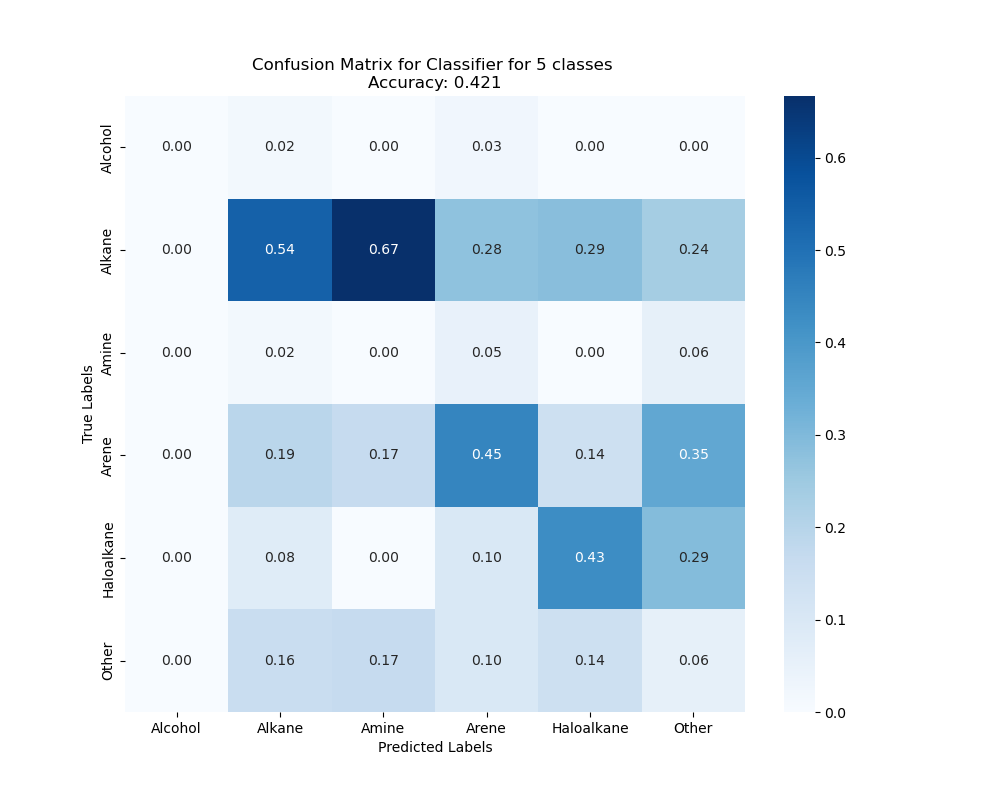 Confusion Matrix for Classifier for 5 classes
Accuracy: 0.421
True Labels
Alcohol 0.00 0.02 0.00 0.03 0.00 0.00
Alkane 0.00 0.54 0.67 0.28 0.29 0.24
Amine 0.00 0.02 0.00 0.05 0.00 0.06
Arene 0.00 0.19 0.17 0.45 0.14 0.35
Haloalkane 0.00 0.08 0.00 0.10 0.43 0.29
Other 0.00 0.16 0.17 0.10 0.14 0.06
Alcohol Alkane Amine Arene Haloalkane Other
Predicted Labels
0.6
0.5
0.4
0.3
0.2
0.1
0.0